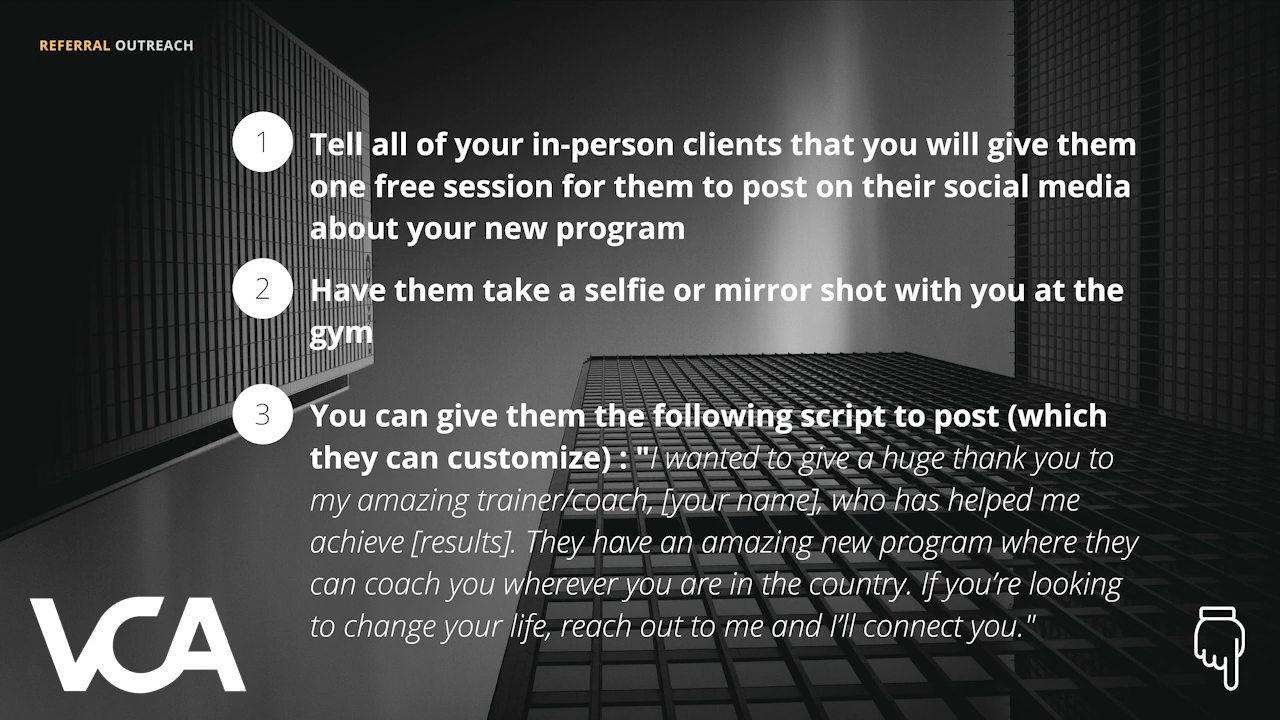 REFERRAL OUTREACH
1
Tell all of your in-person clients that you will give them
one free session for them to post on their social media
about your new program
2
Have them take a selfie or mirror shot with you at the
gym
3
You can give them the following script to post (which
they can customize) : "I wanted to give a huge thank you to
my amazing trainer/coach, [your name], who has helped me
achieve [results]. They have an amazing new program where they
can coach you wherever you are in the country. If you’re looking
to change your life, reach out to me and I’ll connect you."
VCA